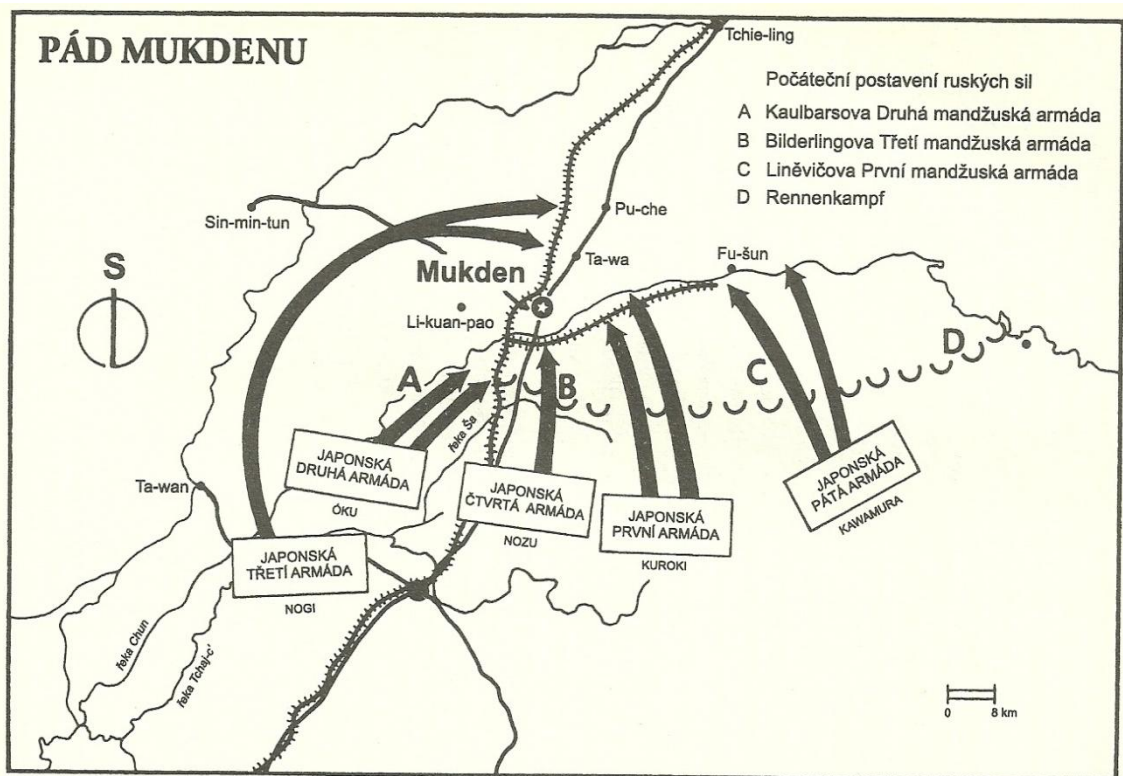 PÁD MUKDENU
Tchie-ling
Počáteční postavení ruských sil
A Kaulbarsova Druhá mandžuská armáda
B Bilderlingova Třetí mandžuská armáda
C Liněvičova První mandžuská armáda
D Rennenkampf
Sin-min-tun
Pu-che
S
Ta-wa
Fu-šun
Mukden
Li-kuan-pao
A
B
C
D
řeka Ša
JAPONSKÁ
DRUHÁ ARMÁDA
ÓKU
JAPONSKÁ
ČTVRTÁ ARMÁDA
NOZU
JAPONSKÁ
PRVNÍ ARMÁDA
KUROKI
JAPONSKÁ
PÁTÁ ARMÁDA
KAWAMURA
Ta-wan
JAPONSKÁ
TŘETÍ ARMÁDA
NOGI
řeka Chun
řeka Tchaj-c'
0 8 km